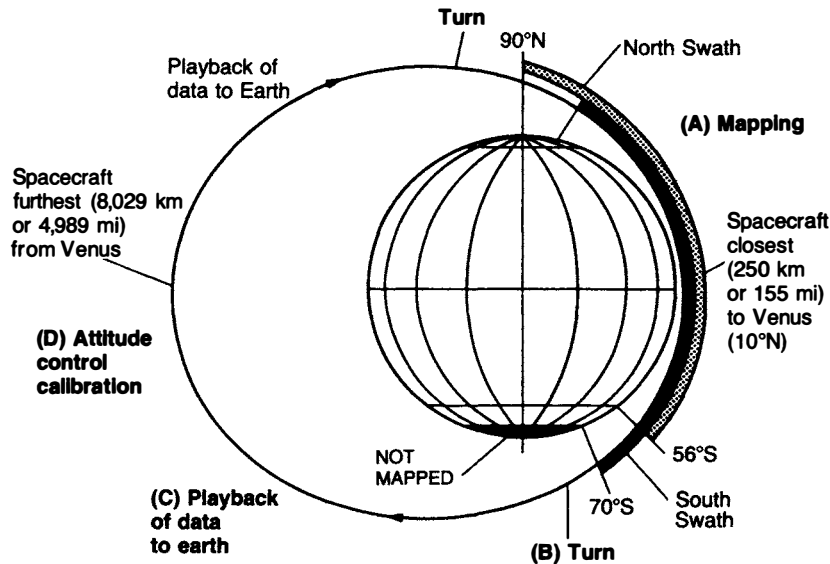 Turn
90°N
North Swath
Playback of
data to Earth
(A) Mapping
Spacecraft
furthest (8,029 km
or 4,989 mi)
from Venus
Spacecraft
closest
(250 km
or 155 mi)
to Venus
(10°N)
(D) Attitude
control
calibration
NOT
MAPPED
56°S
70°S
South
Swath
(C) Playback
of data
to earth
(B) Turn